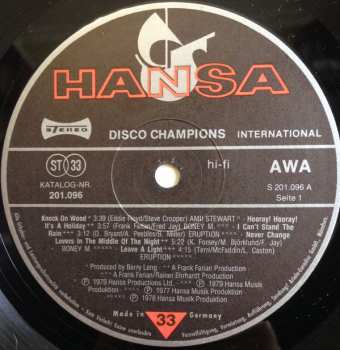 HANSA
STEREO
DISCO CHAMPIONS INTERNATIONAL
ST 33
hi-fi
AWA
KATALOG-NR.
201.096
S 201.096 A
Seite 1
Knock On Wood - 3:39 (Eddie Floyd/Steve Cropper) AMII STEWART * - Hooray! Hooray!
It's A Holiday - 3:57 (Frank Farian/Fred Jay) BONEY M. - I Can't Stand The
Rain - 3:12 (D. Bryant/A. Peebles/B. Miller) ERUPTION - Never Change
Lovers In The Middle Of The Night - 5:22 (K. Forsey/M. Björklund/F. Jay)
BONEY M. - Leave A Light - 4:15 (Tarn/McFaddin/L. Caston)
ERUPTION
Produced by Barry Leng - A Frank Farian Production -
A Frank Farian/Rainer Ehrhardt Production
1979 Hansa Productions Ltd. 1979 Hansa Musik
Produktion 1977 Hansa Musik Produktion
1978 Hansa Musik Produktion
Made in 33 Germany